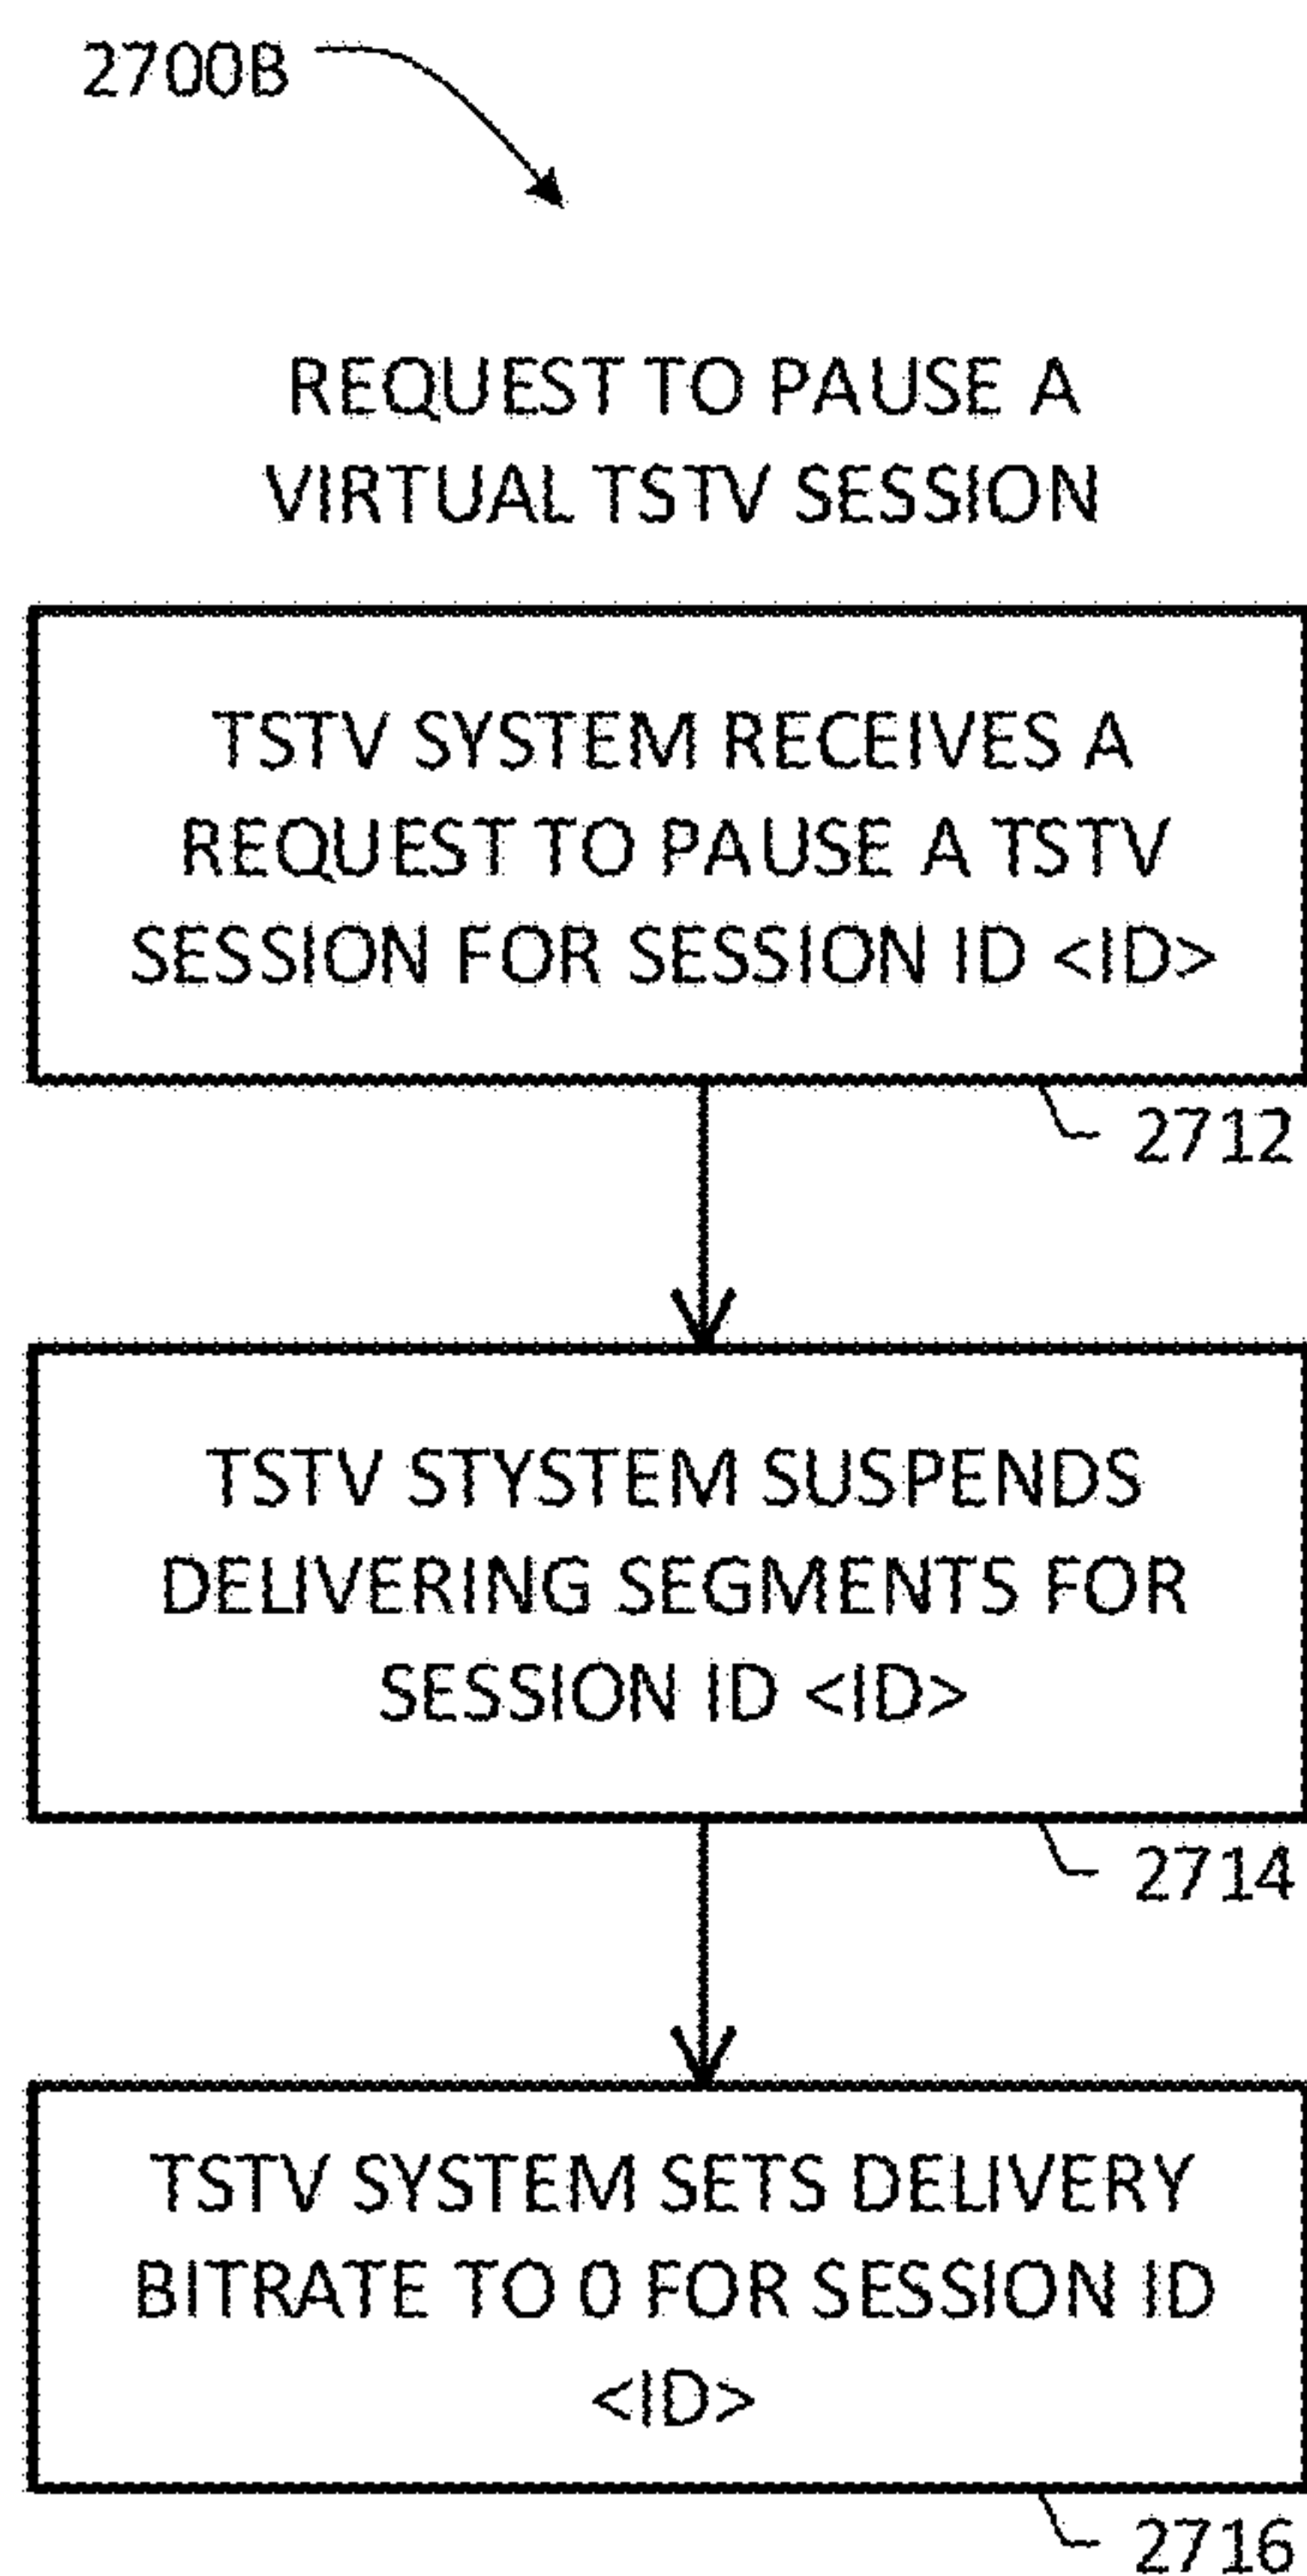 2700B
REQUEST TO PAUSE A
VIRTUAL TSTV SESSION
TSTV SYSTEM RECEIVES A
REQUEST TO PAUSE A TSTV
SESSION FOR SESSION ID <ID>
2712
TSTV STYSTEM SUSPENDS
DELIVERING SEGMENTS FOR
SESSION ID <ID>
2714
TSTV SYSTEM SETS DELIVERY
BITRATE TO 0 FOR SESSION ID
<ID>
2716